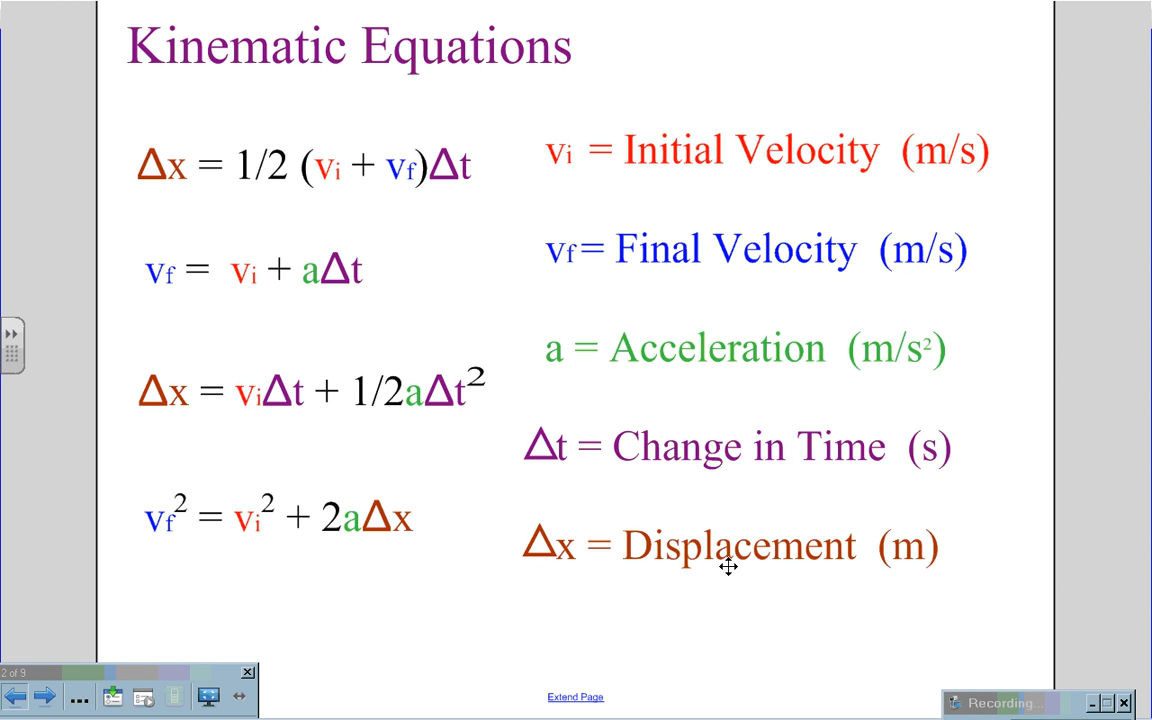 Kinematic Equations
Δx = 1/2 (vi + vf)Δt
vf = vi + aΔt
Δx = viΔt + 1/2aΔt²
vf² = vi² + 2aΔx
vi = Initial Velocity (m/s)
vf = Final Velocity (m/s)
a = Acceleration (m/s²)
Δt = Change in Time (s)
Δx = Displacement (m)
2 of 9
Extend Page
Recording...